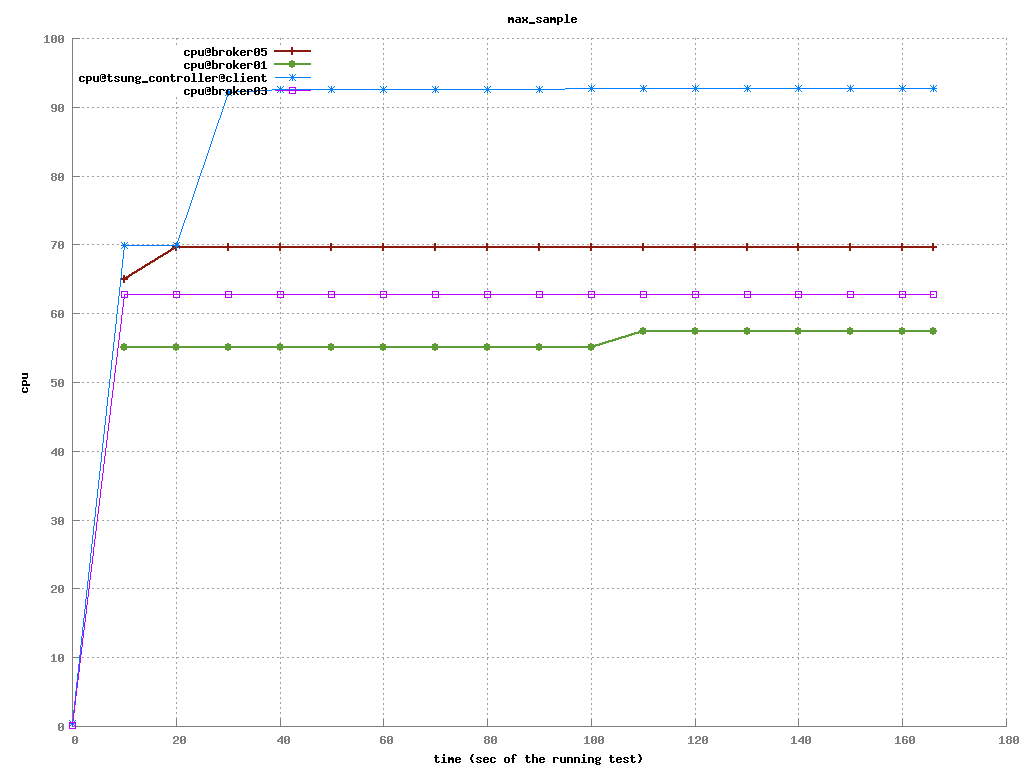 max_sample
cpu@broker05
cpu@broker01
cpu@tsung_controller@client
cpu@broker03
100
90
80
70
60
50
40
30
20
10
0
cpu
0 20 40 60 80 100 120 140 160 180
time (sec of the running test)